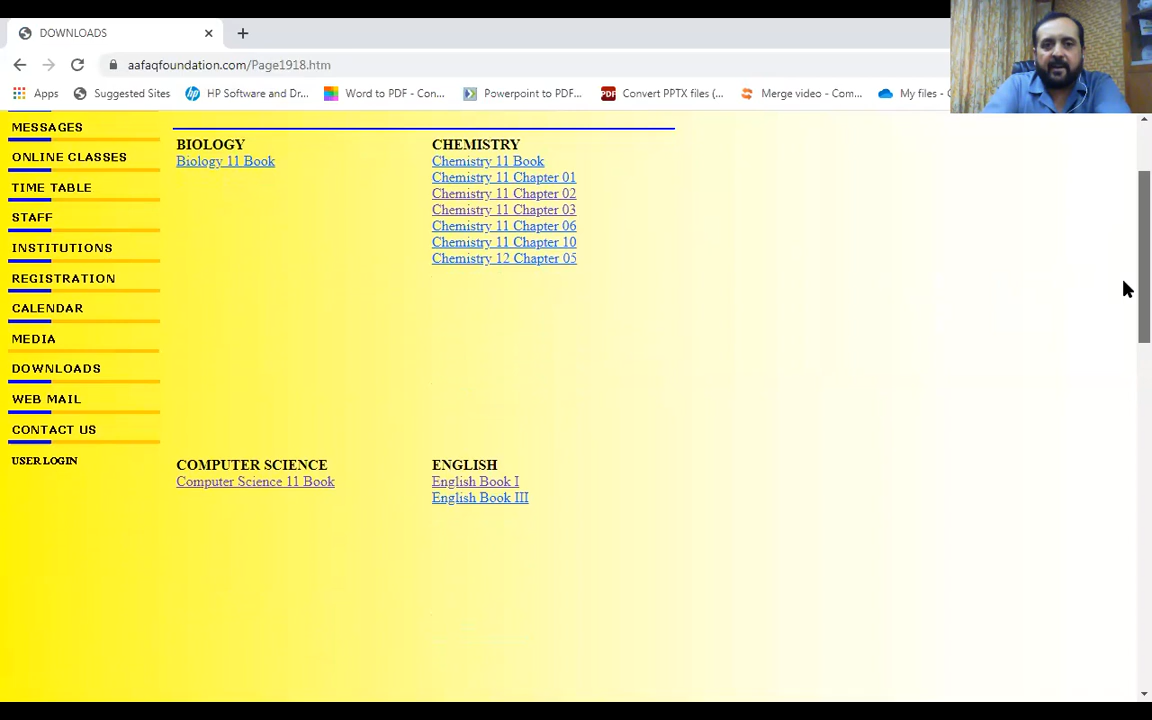 DOWNLOADS
aafaqfoundation.com/Page1918.htm
Apps
Suggested Sites
HP Software and Dr...
Word to PDF - Con...
Powerpoint to PDF...
PDF
Convert PPTX files (...
Merge video - Com...
My files -
MESSAGES
ONLINE CLASSES
TIME TABLE
STAFF
INSTITUTIONS
REGISTRATION
CALENDAR
MEDIA
DOWNLOADS
WEB MAIL
CONTACT US
USER LOGIN
BIOLOGY
Biology 11 Book
CHEMISTRY
Chemistry 11 Book
Chemistry 11 Chapter 01
Chemistry 11 Chapter 02
Chemistry 11 Chapter 03
Chemistry 11 Chapter 06
Chemistry 11 Chapter 10
Chemistry 12 Chapter 05
COMPUTER SCIENCE
Computer Science 11 Book
ENGLISH
English Book I
English Book III